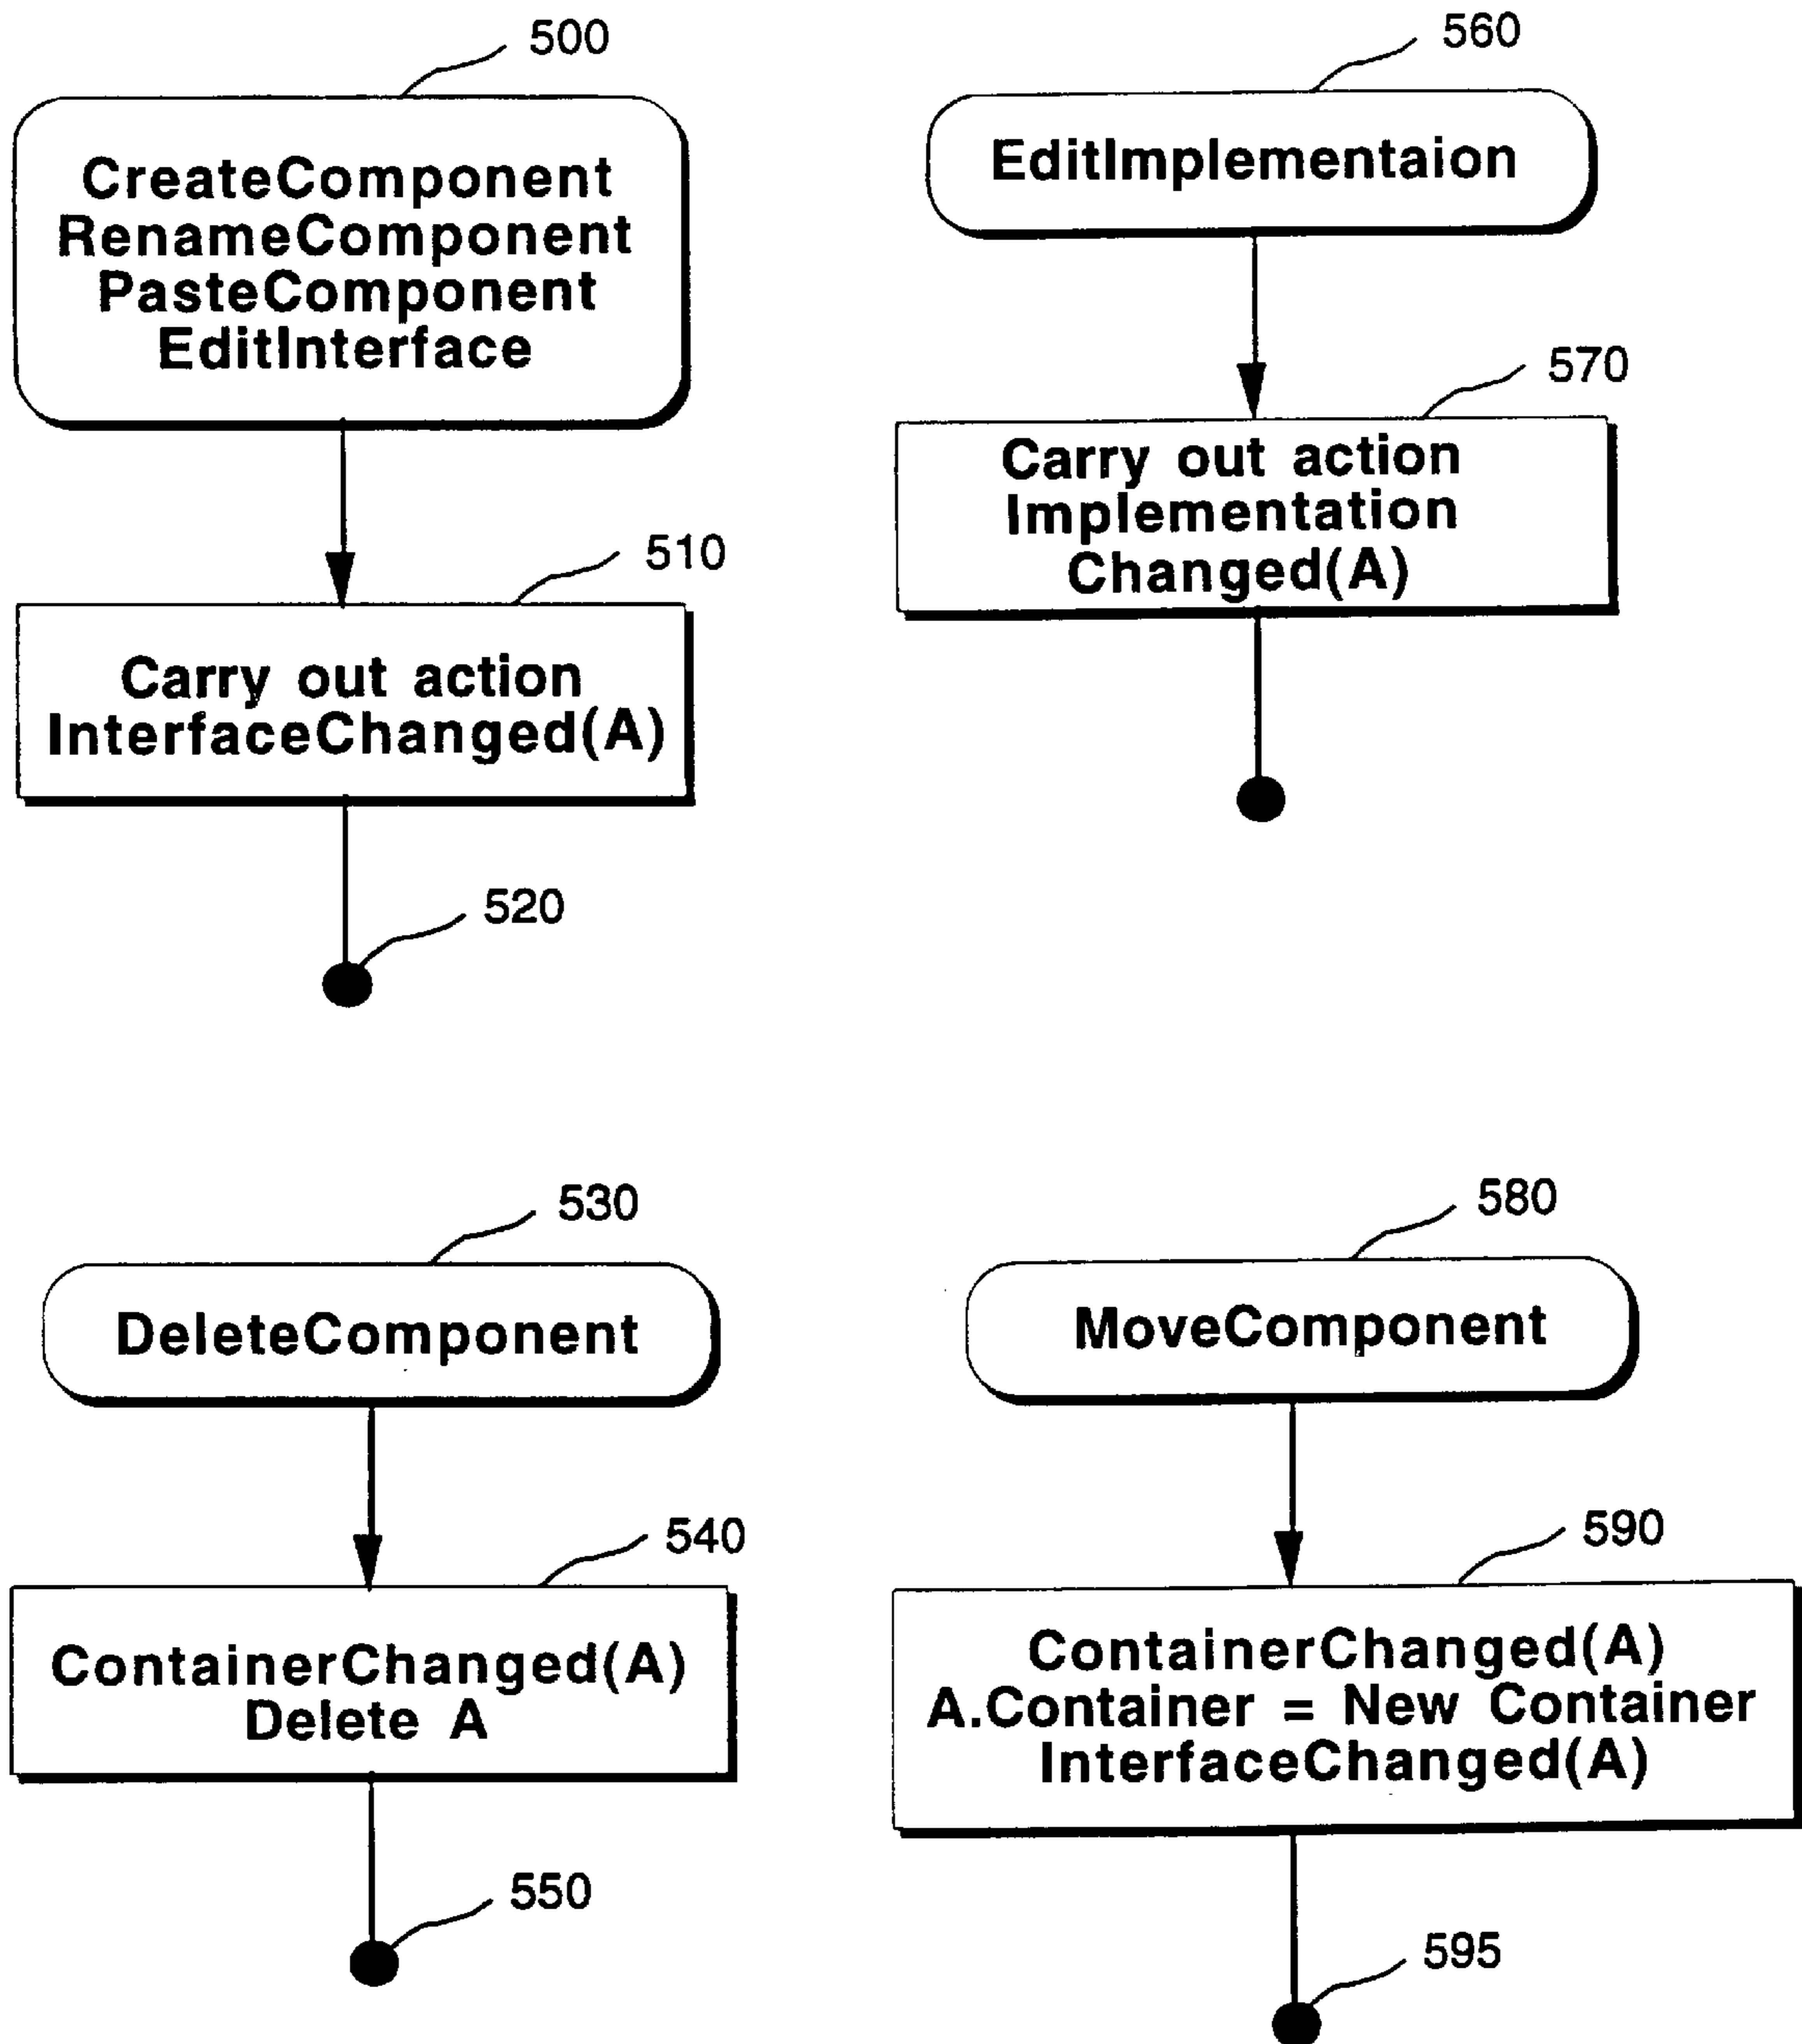 500
CreateComponent
RenameComponent
PasteComponent
EditInterface
510
Carry out action
InterfaceChanged(A)
520
560
EditImplementaion
570
Carry out action
Implementation
Changed(A)
530
DeleteComponent
540
ContainerChanged(A)
Delete A
550
580
MoveComponent
590
ContainerChanged(A)
A.Container = New Container
InterfaceChanged(A)
595